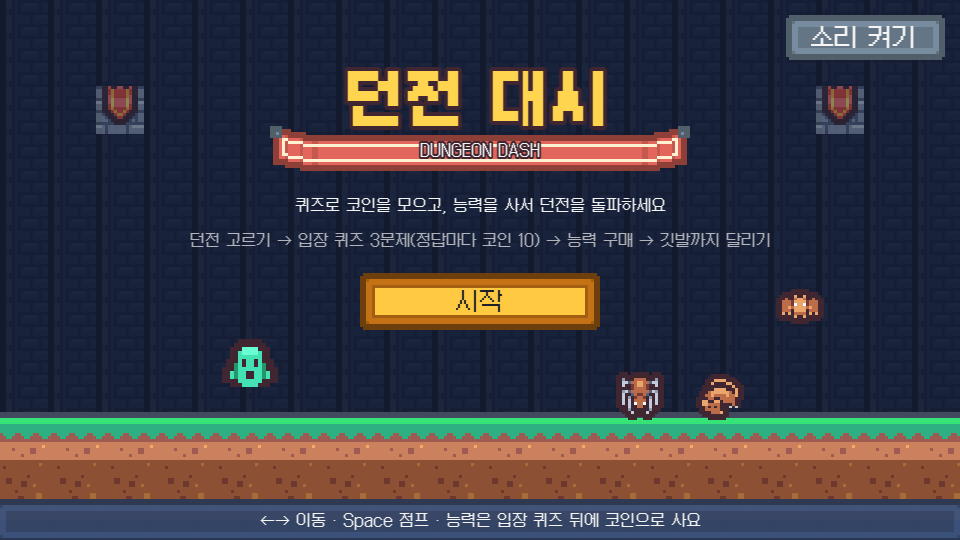 소리 켜기
던전 대시
DUNGEON DASH
퀴즈로 코인을 모으고, 능력을 사서 던전을 돌파하세요
던전 고르기 → 입장 퀴즈 3문제(정답마다 코인 10) → 능력 구매 → 깃발까지 달리기
시작
←→ 이동 · Space 점프 · 능력은 입장 퀴즈 뒤에 코인으로 사요